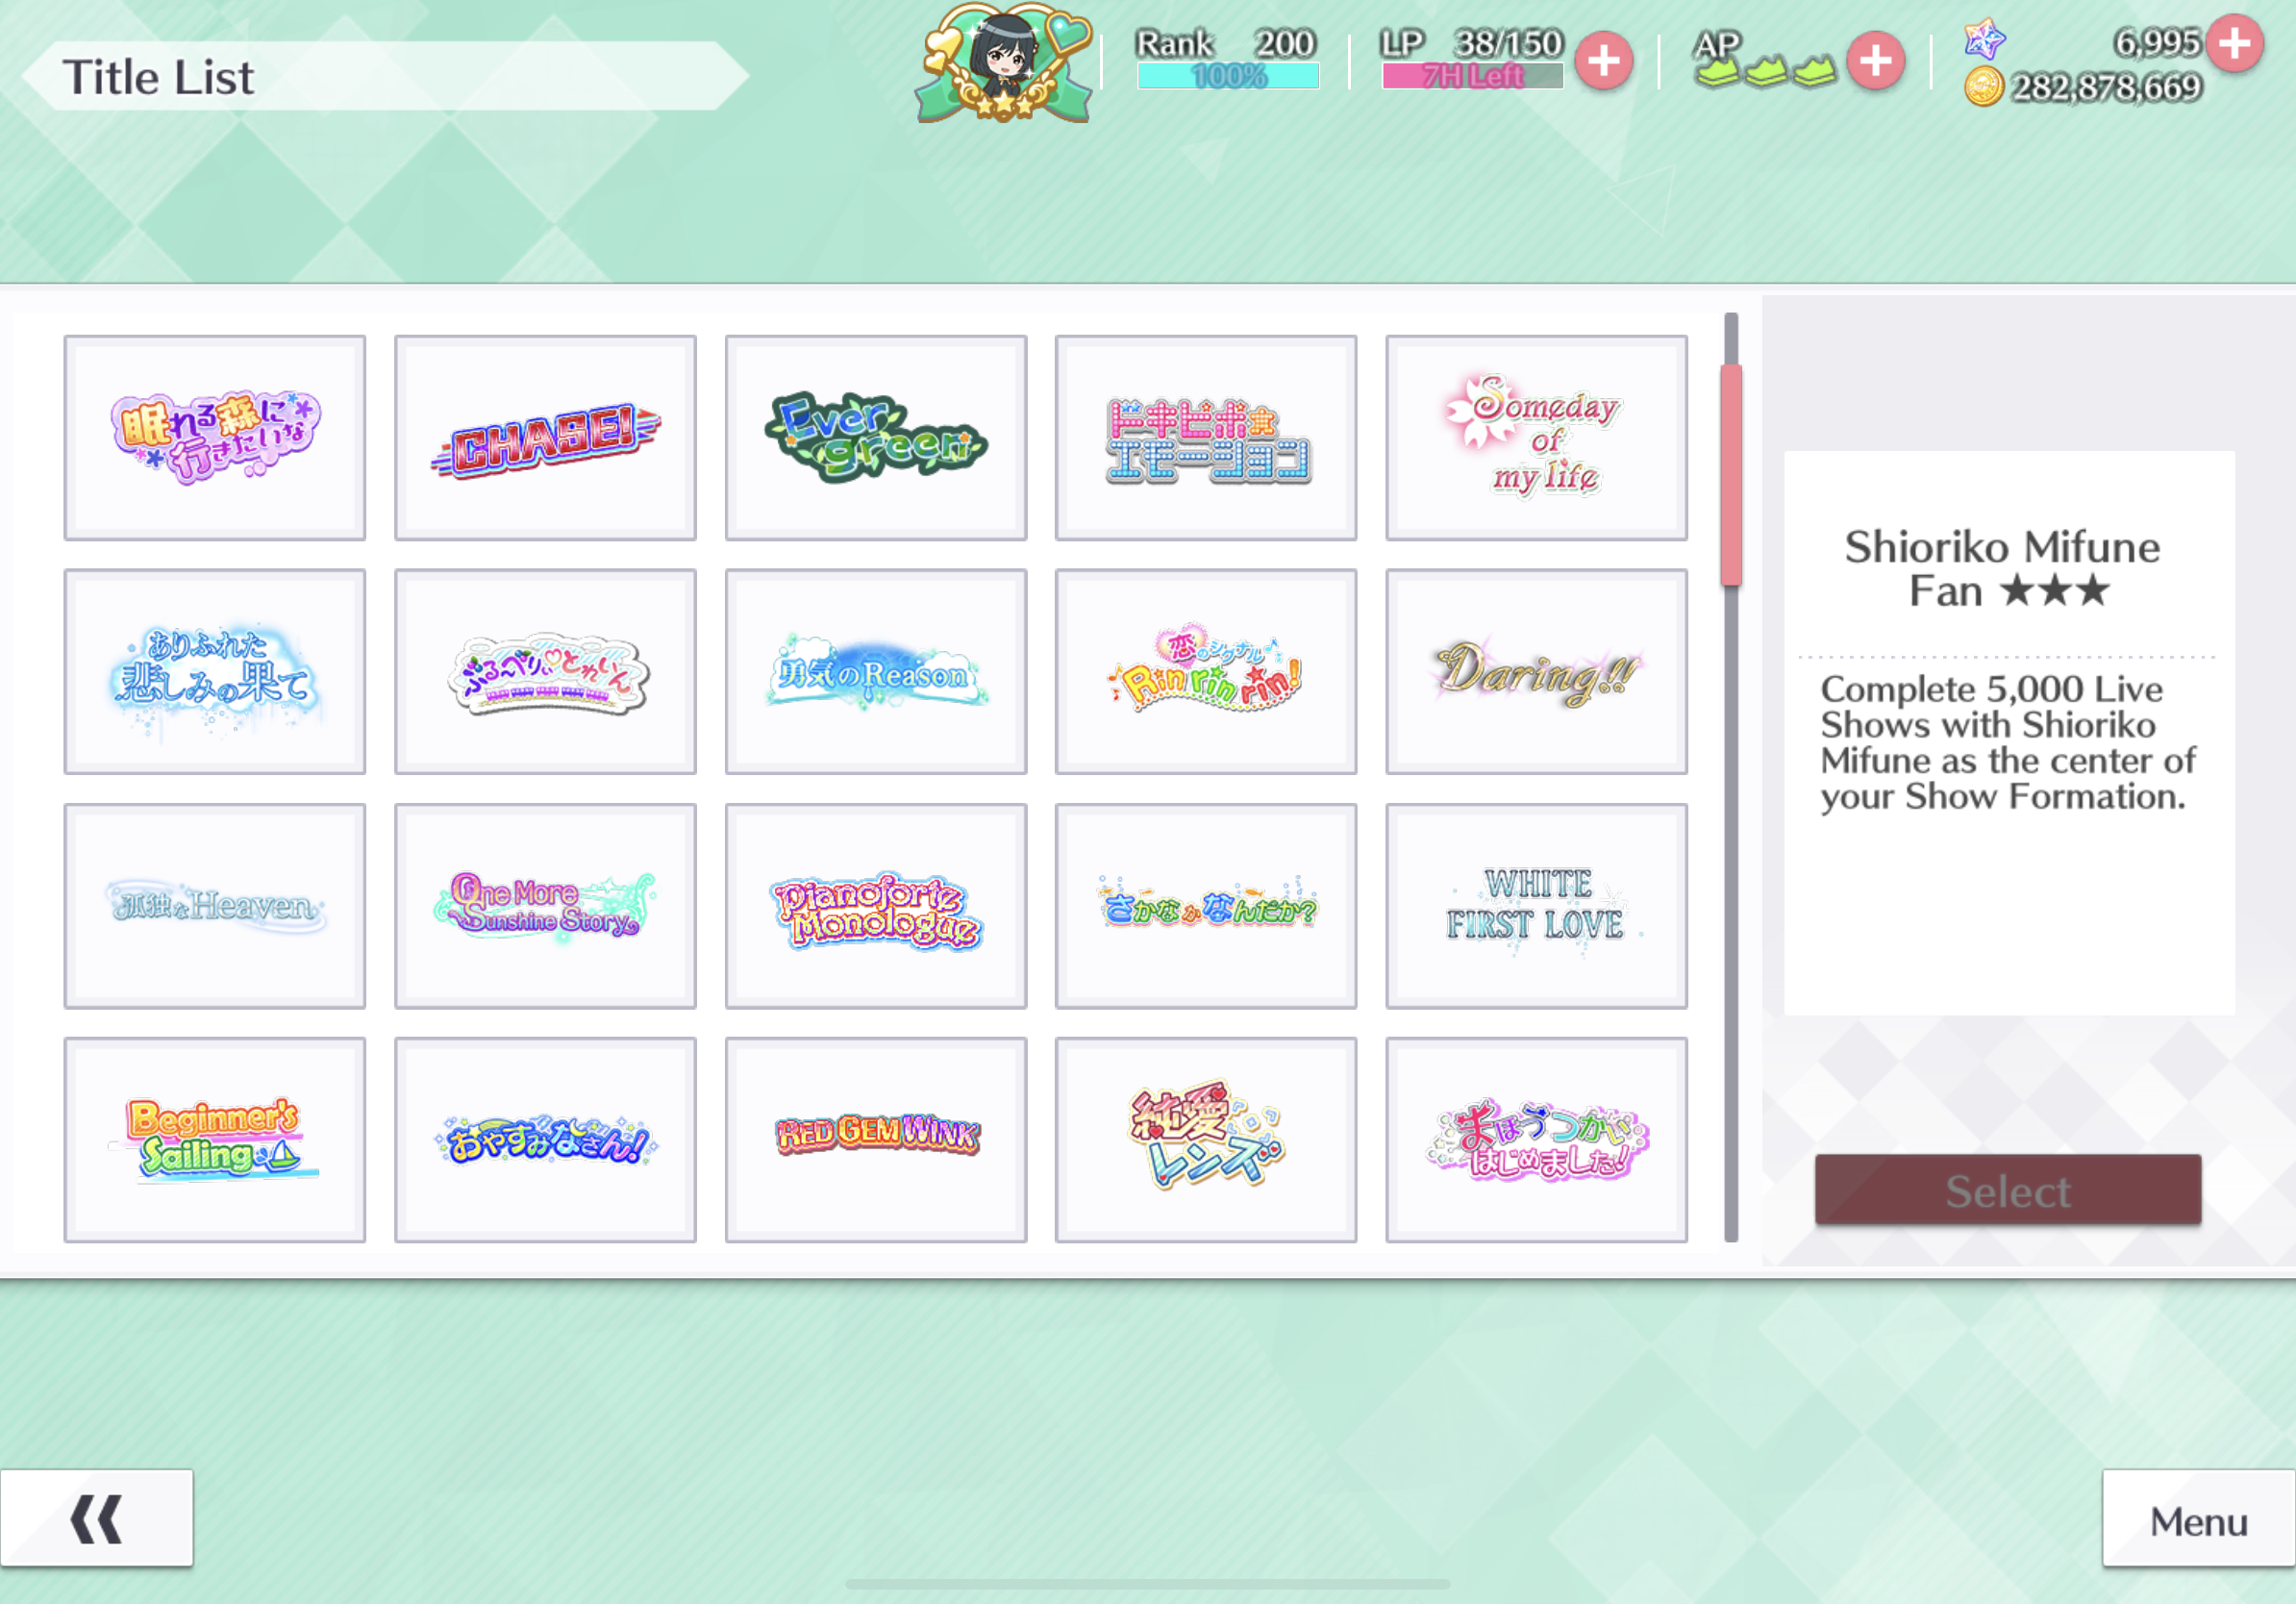 Title List
Rank 200
100%
LP 38/150
7H Left
AP
6,995
282,878,669
眠れる森に
行きたいな
CHASE!
Ever
green
ドキピポ☆
エモーション
Someday
of
my life
ありふれた
悲しみの果て
ぶる〜べりぃ♡とれいん
勇気のReason
恋のシグナル
Rin rin rin!
Daring!!
孤独なHeaven
One More
Sunshine Story
Pianoforte
Monologue
さかなかなんだか?
WHITE
FIRST LOVE
Beginner's
Sailing
おやすみなさん!
RED GEM WINK
純愛
レンズ
まほうつかい
はじめました!
Shioriko Mifune
Fan ★★★
Complete 5,000 Live
Shows with Shioriko
Mifune as the center of
your Show Formation.
Select
Menu